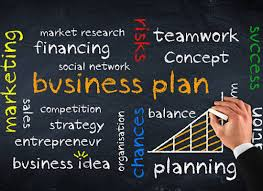 market research
financing
social network
marketing
risks
teamwork
Concept
success
business plan
sales
competition
strategy
entrepreneur
business idea
organisation
chances
balance
planning